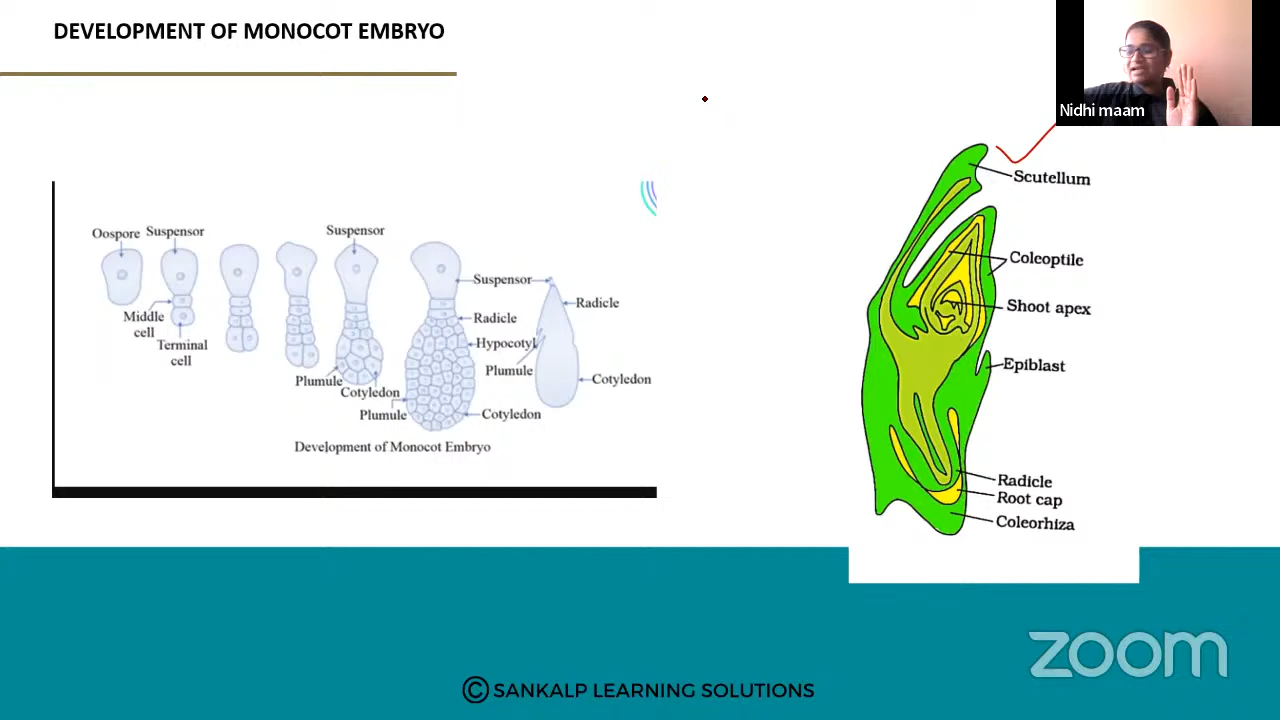 DEVELOPMENT OF MONOCOT EMBRYO
Nidhi maam
Oospore
Suspensor
Middle
cell
Terminal
cell
Suspensor
Plumule
Cotyledon
Plumule
Suspensor
Radicle
Hypocotyl
Plumule
Cotyledon
Radicle
Cotyledon
Development of Monocot Embryo
Scutellum
Coleoptile
Shoot apex
Epiblast
Radicle
Root cap
Coleorhiza
zoom
© SANKALP LEARNING SOLUTIONS